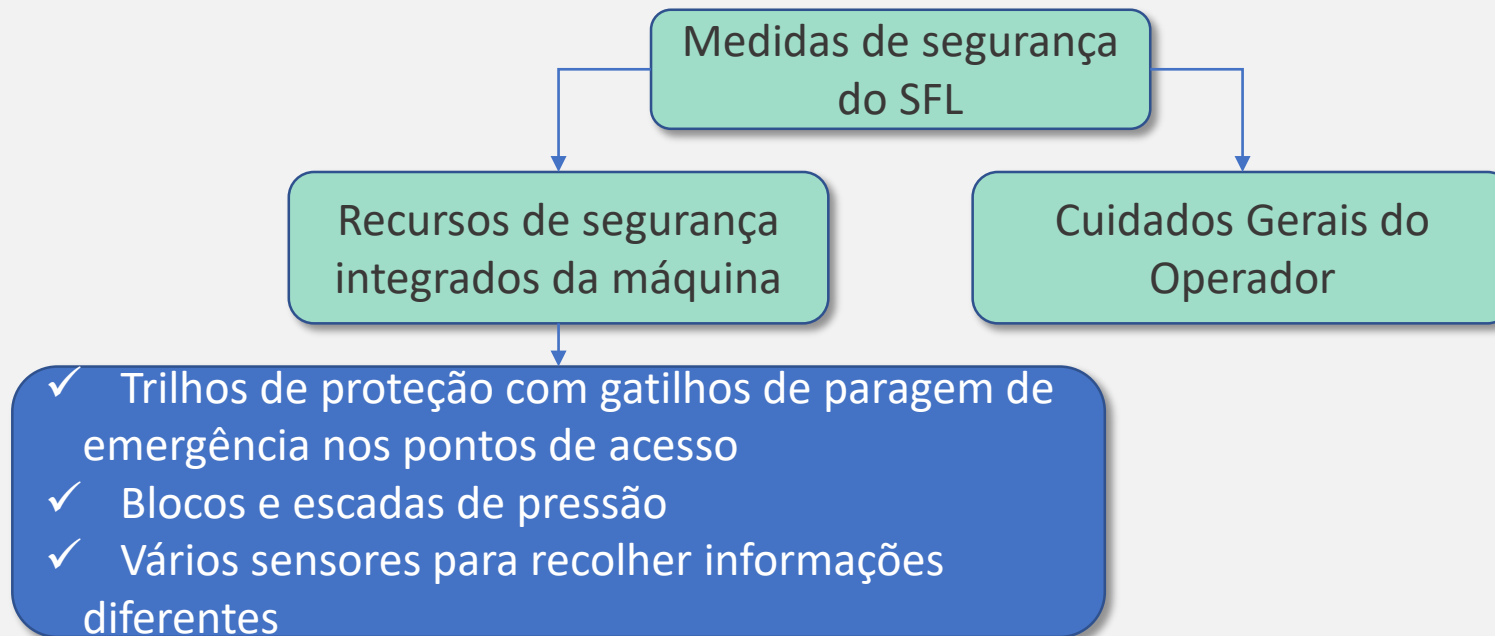 Medidas de segurança
do SFL
Recursos de segurança
integrados da máquina
Cuidados Gerais do
Operador
✓ Trilhos de proteção com gatilhos de paragem de
emergência nos pontos de acesso
✓ Blocos e escadas de pressão
✓ Vários sensores para recolher informações
diferentes